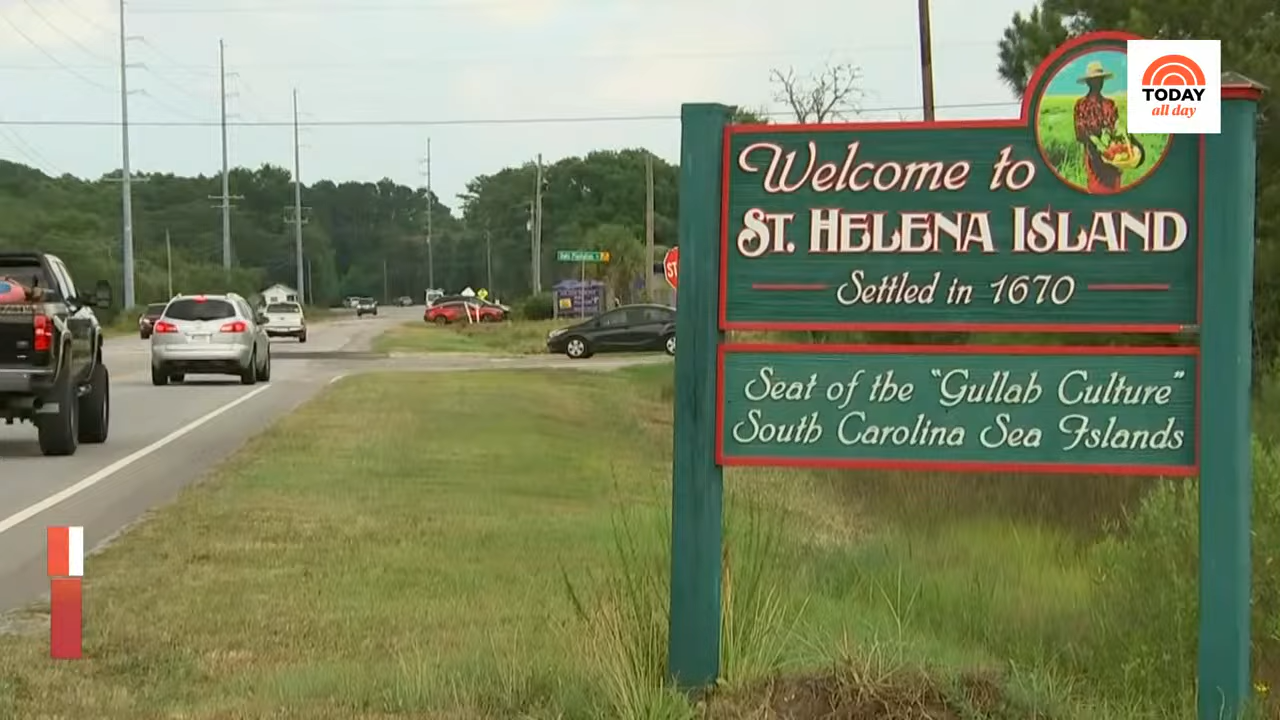 TODAY
all day
Welcome to
ST. HELENA ISLAND
Settled in 1670
Seat of the "Gullah Culture"
South Carolina Sea Islands
ST